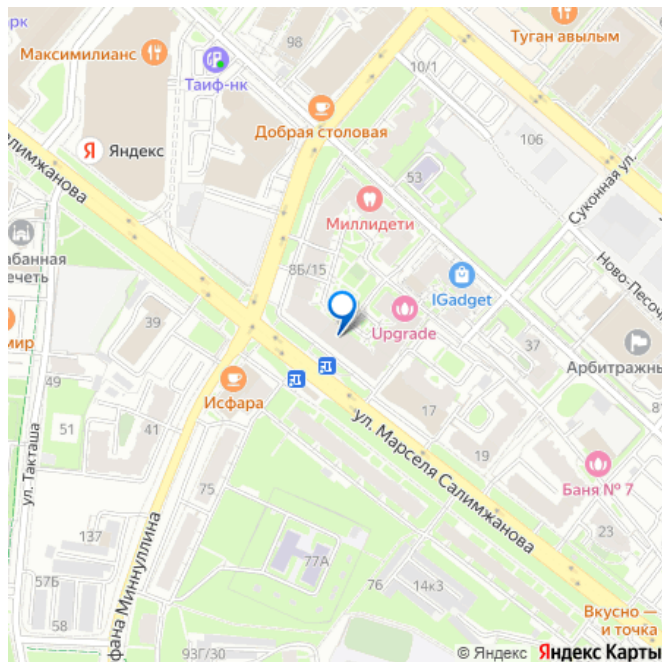 рк
Максимилианс
98
Таиф-нк
10/1
Туган авылым
Добрая столовая
106
Салимжанова
Яндекс
53
Суконная ул.
Миллидети
абанная
ечеть
8Б/15
IGadget
Ново-Песоч
Upgrade
39
мир
37
Арбитражны
49
Исфара
51
41
17
ул. Такташа
ул. Марселя Салимжанова
19
8
75
Баня № 7
137
23
фана Миннуллина
77А
57Б
76
14к3
58
Вкусно —
и точка
93Г/30
© Яндекс Яндекс Карты